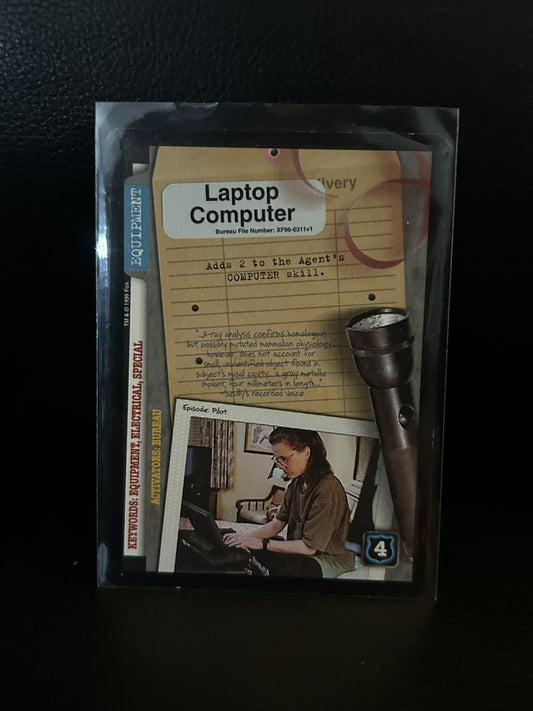 livery
Laptop
Computer
Bureau File Number: XF96-0311v1
EQUIPMENT
Adds 2 to the Agent's
COMPUTER skill.
TM & © 1996 Fox
"...X-ray analysis confirms homologous
but possibly mutated mammalian physiology...
however, does not account for
small, unidentified object found in
subject's nasal cavity... a gray metallic
implant, four millimeters in length..."
-Scully's recorded voice
KEYWORDS: EQUIPMENT, ELECTRICAL, SPECIAL
ACTIVATORS: BUREAU
Episode: Pilot
4